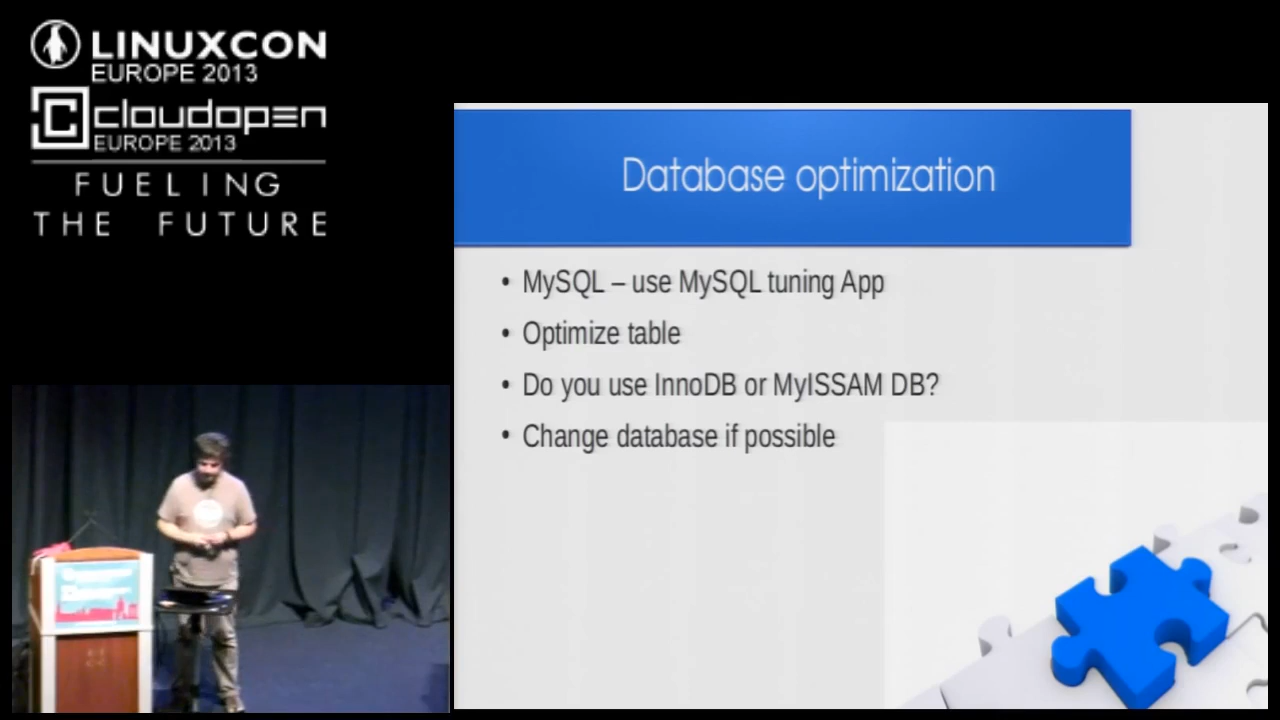 LINUXCON
EUROPE 2013
cloudopen
EUROPE 2013
FUELING
THE FUTURE
Database optimization
• MySQL – use MySQL tuning App
• Optimize table
• Do you use InnoDB or MyISSAM DB?
• Change database if possible